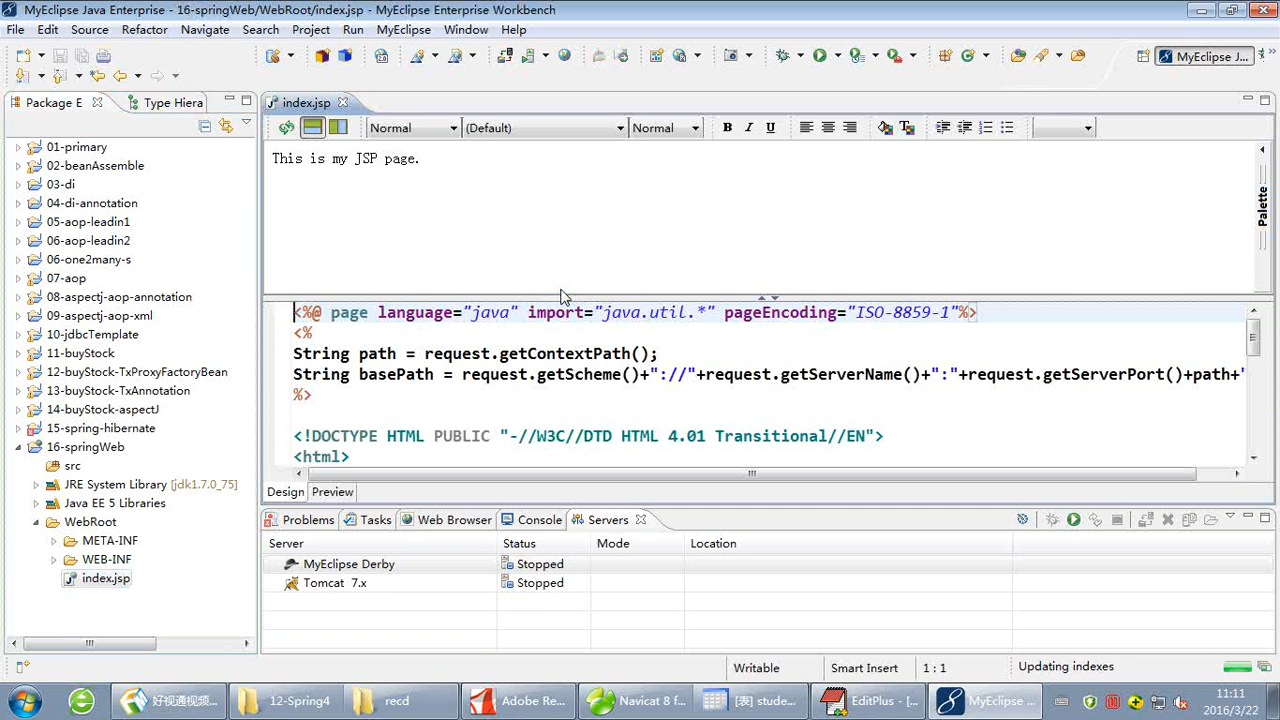 MyEclipse Java Enterprise - 16-springWeb/WebRoot/index.jsp - MyEclipse Enterprise Workbench
File Edit Source Refactor Navigate Search Project Run MyEclipse Window Help
MyEclipse J...
Package E
Type Hiera
01-primary
02-beanAssemble
03-di
04-di-annotation
05-aop-leadin1
06-aop-leadin2
06-one2many-s
07-aop
08-aspectj-aop-annotation
09-aspectj-aop-xml
10-jdbcTemplate
11-buyStock
12-buyStock-TxProxyFactoryBean
13-buyStock-TxAnnotation
14-buyStock-aspectJ
15-spring-hibernate
16-springWeb
src
JRE System Library [jdk1.7.0_75]
Java EE 5 Libraries
WebRoot
META-INF
WEB-INF
index.jsp
index.jsp
Normal (Default) Normal B I U
This is my JSP page.
Palette
<%@ page language="java" import="java.util.*" pageEncoding="ISO-8859-1"%>
<%
String path = request.getContextPath();
String basePath = request.getScheme()+"://"+request.getServerName()+":"+request.getServerPort()+path+"
%>
<!DOCTYPE HTML PUBLIC "-//W3C//DTD HTML 4.01 Transitional//EN">
<html>
Design Preview
Problems Tasks Web Browser Console Servers
Server Status Mode Location
MyEclipse Derby Stopped
Tomcat 7.x Stopped
Writable Smart Insert 1 : 1 Updating indexes
好视通视频... 12-Spring4 recd Adobe Re... Navicat 8 f... [表] stude... EditPlus - [... MyEclipse ...
11:11
2016/3/22